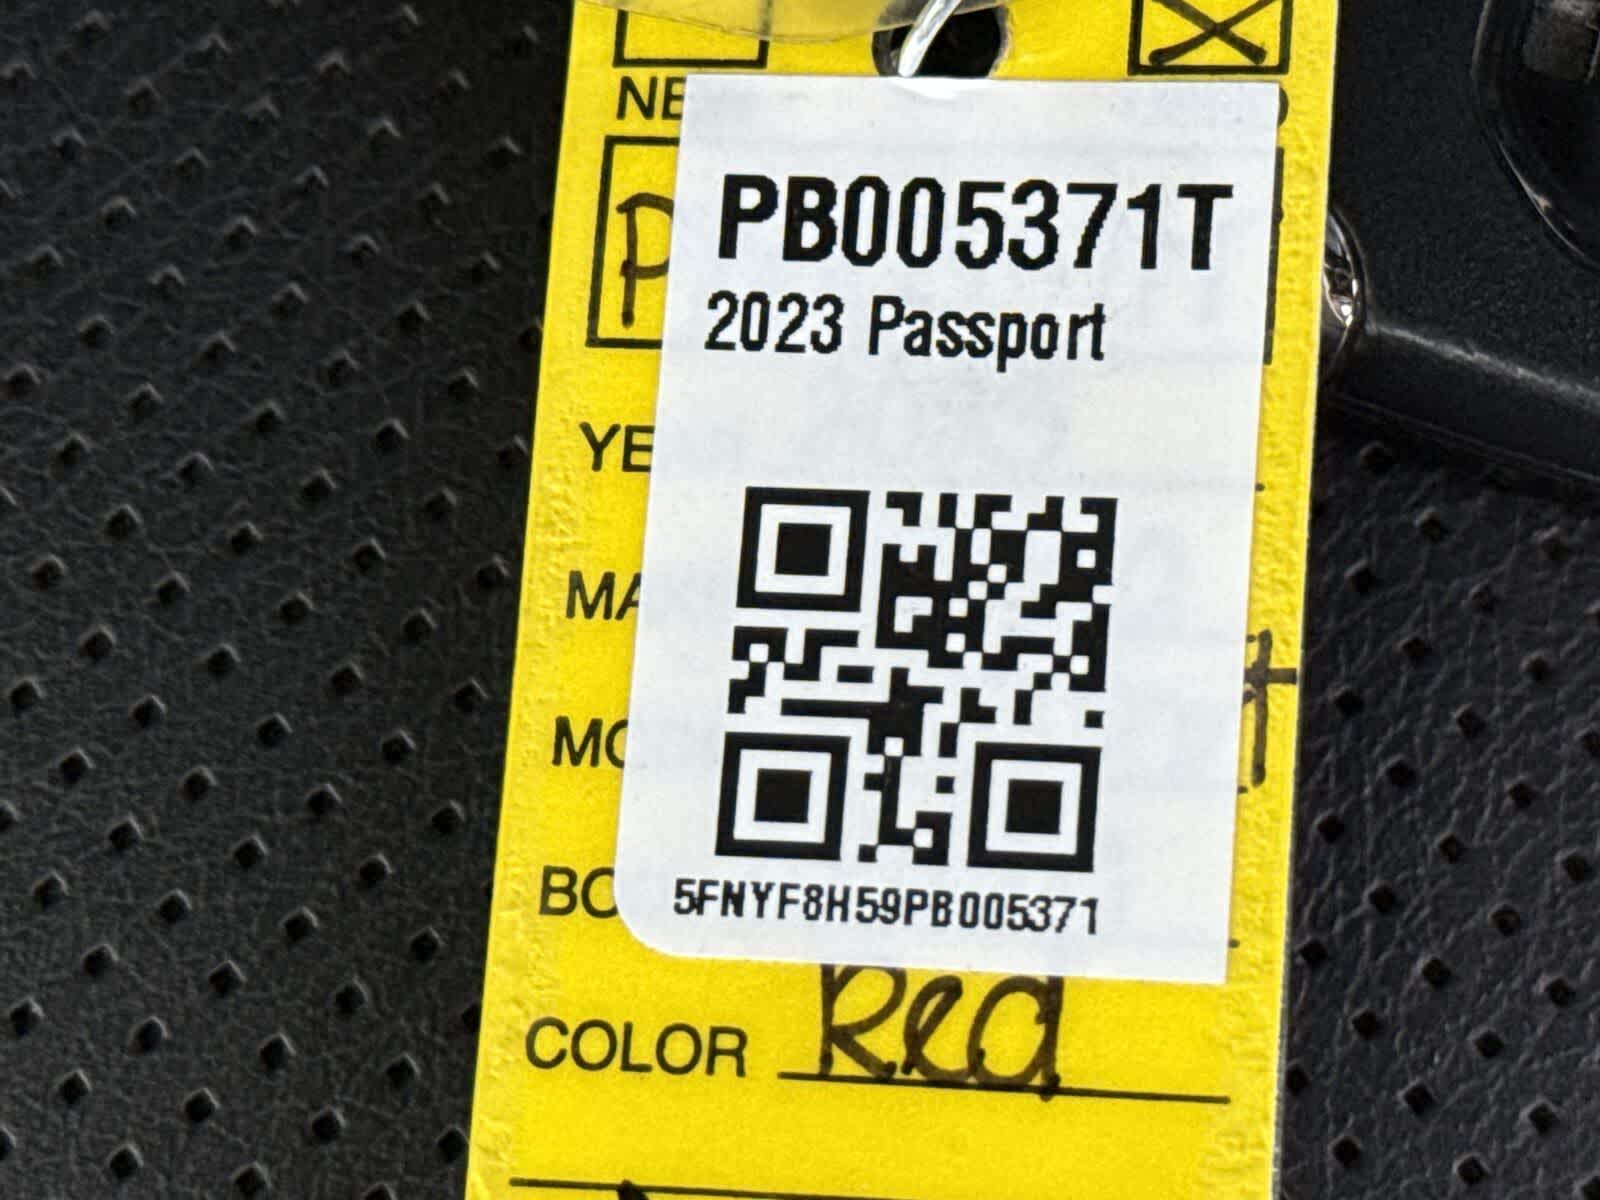 NE
PB005371T
2023 Passport
YE
MA
MO
BO
5FNYF8H59PB005371
COLOR Red